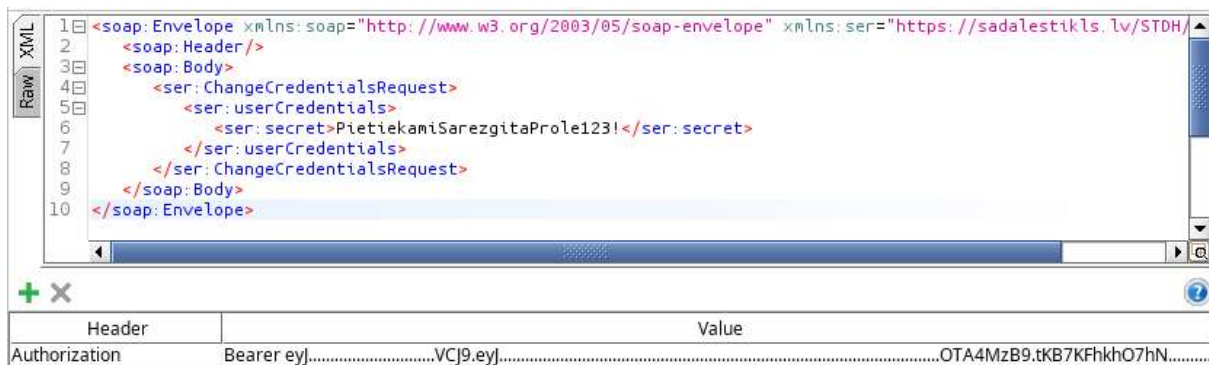 XML
Raw
1 <soap:Envelope xmlns:soap="http://www.w3.org/2003/05/soap-envelope" xmlns:ser="https://sadalestikls.lv/STDH/
2 <soap:Header/>
3 <soap:Body>
4 <ser:ChangeCredentialsRequest>
5 <ser:userCredentials>
6 <ser:secret>PietiekamiSarezgitaProle123!</ser:secret>
7 </ser:userCredentials>
8 </ser:ChangeCredentialsRequest>
9 </soap:Body>
10 </soap:Envelope>
Header Value
Authorization Bearer eyJ..............................VCJ9.eyJ..........................................................................................................OTA4MzB9.tKB7KFhkhO7hN..........